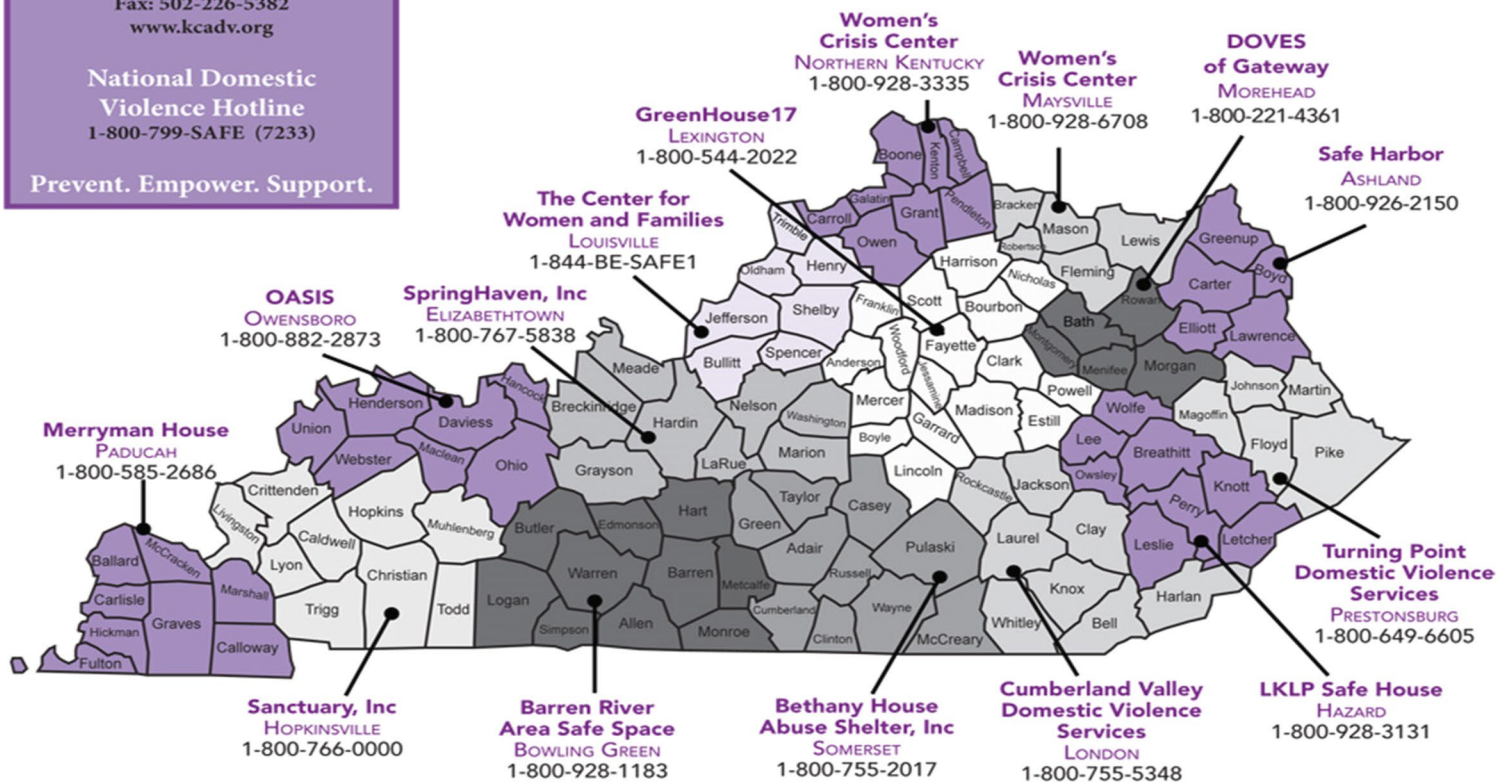 Fax: 502-226-5382
www.kcadv.org
National Domestic
Violence Hotline
1-800-799-SAFE (7233)
Prevent. Empower. Support.
Women's
Crisis Center
NORTHERN KENTUCKY
1-800-928-3335
Women's
Crisis Center
MAYSVILLE
1-800-928-6708
DOVES
of Gateway
MOREHEAD
1-800-221-4361
GreenHouse17
LEXINGTON
1-800-544-2022
Safe Harbor
ASHLAND
1-800-926-2150
The Center for
Women and Families
LOUISVILLE
1-844-BE-SAFE1
OASIS
OWENSBORO
1-800-882-2873
SpringHaven, Inc
ELIZABETHTOWN
1-800-767-5838
Merryman House
PADUCAH
1-800-585-2686
Boone
Kenton
Campbell
Galatin
Carroll
Grant
Pendleton
Owen
Trimble
Oldham
Henry
Jefferson
Shelby
Bullitt
Spencer
Bracken
Mason
Robertson
Lewis
Fleming
Greenup
Boyd
Carter
Elliott
Lawrence
Rowan
Bath
Montgomery
Menifee
Morgan
Harrison
Nicholas
Scott
Bourbon
Franklin
Woodford
Fayette
Clark
Anderson
Jessamine
Powell
Mercer
Madison
Estill
Garrard
Boyle
Lincoln
Johnson
Martin
Magoffin
Floyd
Pike
Wolfe
Lee
Breathitt
Owsley
Knott
Perry
Leslie
Letcher
Meade
Breckinridge
Hardin
Nelson
Washington
Marion
LaRue
Grayson
Hancock
Henderson
Daviess
Union
Webster
Maclean
Ohio
Crittenden
Livingston
Hopkins
Muhlenberg
Caldwell
Lyon
Christian
Trigg
Todd
Ballard
McCracken
Carlisle
Marshall
Graves
Hickman
Fulton
Calloway
Butler
Edmonson
Hart
Warren
Barren
Metcalfe
Logan
Simpson
Allen
Monroe
Taylor
Green
Casey
Adair
Pulaski
Russell
Cumberland
Wayne
Clinton
McCreary
Rockcastle
Jackson
Laurel
Clay
Knox
Whitley
Bell
Harlan
Turning Point
Domestic Violence
Services
PRESTONSBURG
1-800-649-6605
Sanctuary, Inc
HOPKINSVILLE
1-800-766-0000
Barren River
Area Safe Space
BOWLING GREEN
1-800-928-1183
Bethany House
Abuse Shelter, Inc
SOMERSET
1-800-755-2017
Cumberland Valley
Domestic Violence
Services
LONDON
1-800-755-5348
LKLP Safe House
HAZARD
1-800-928-3131